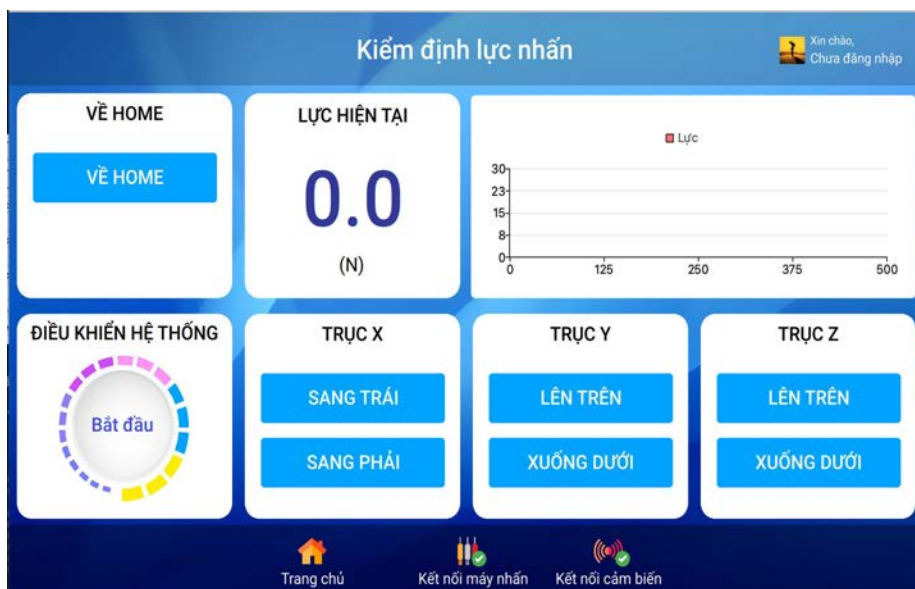 Kiểm định lực nhấn
Xin chào,
Chưa đăng nhập
VỀ HOME
VỀ HOME
LỰC HIỆN TẠI
0.0
(N)
Lực
30
23
15
8
0
0 125 250 375 500
ĐIỀU KHIỂN HỆ THỐNG
Bắt đầu
TRỤC X
SANG TRÁI
SANG PHẢI
TRỤC Y
LÊN TRÊN
XUỐNG DƯỚI
TRỤC Z
LÊN TRÊN
XUỐNG DƯỚI
Trang chủ
Kết nối máy nhấn
Kết nối cảm biến